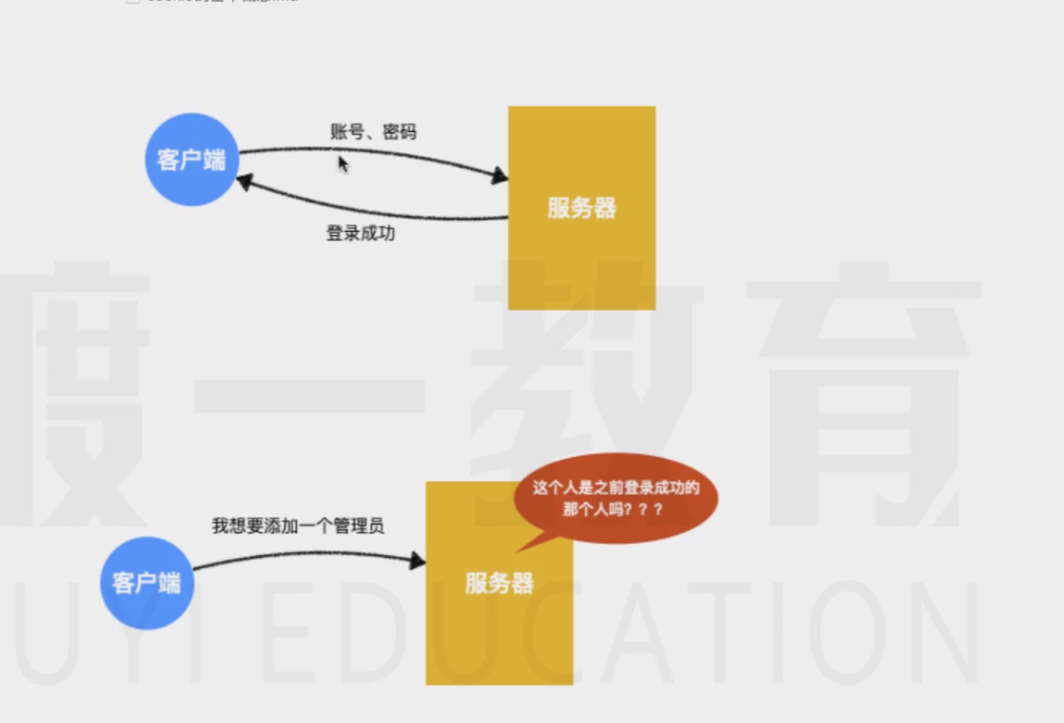 账号、密码
客户端
服务器
登录成功
这个人是之前登录成功的
那个人吗？？？
我想要添加一个管理员
客户端
服务器
度一教育
UYI EDUCATION